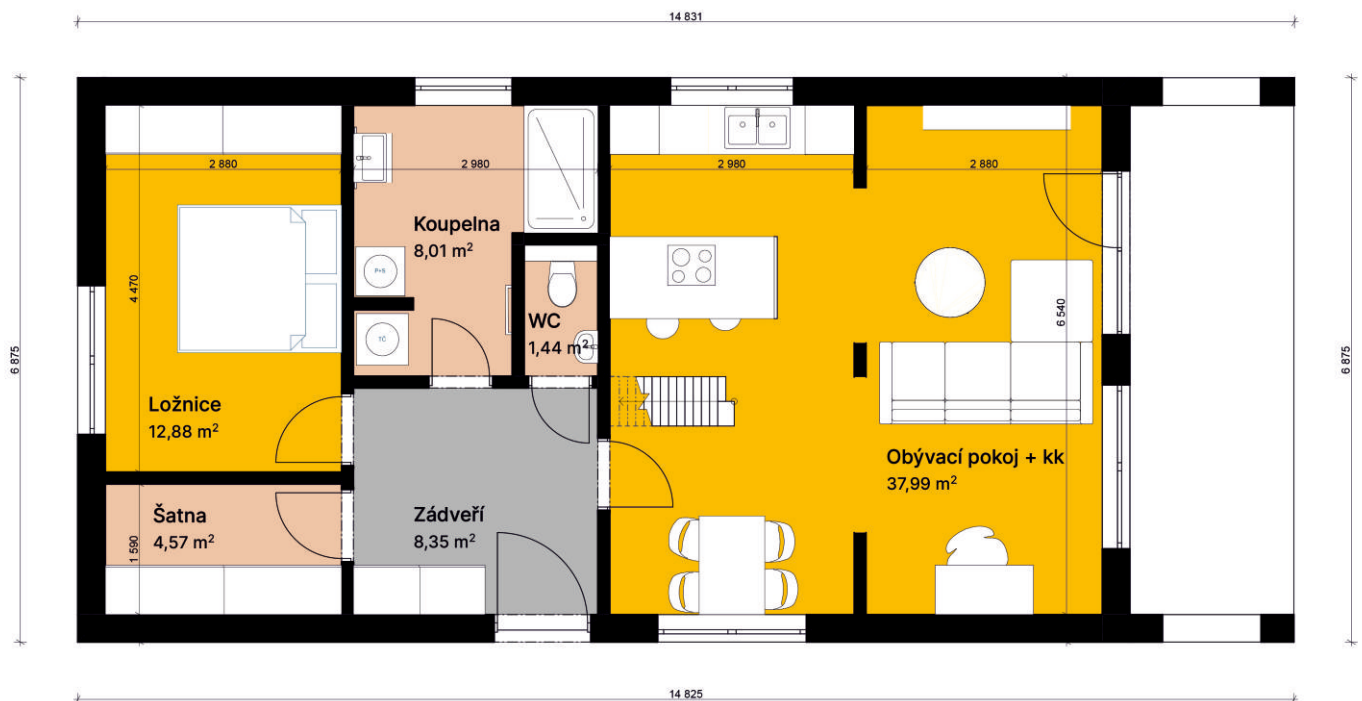 14 831
2 880
2 980
2 980
2 880
Koupelna
8,01 m²
P+S
4 470
6 540
WC
1,44 m²
TČ
6 875
6 875
Ložnice
12,88 m²
Obývací pokoj + kk
37,99 m²
Šatna
4,57 m²
Zádveří
8,35 m²
1 590
14 825